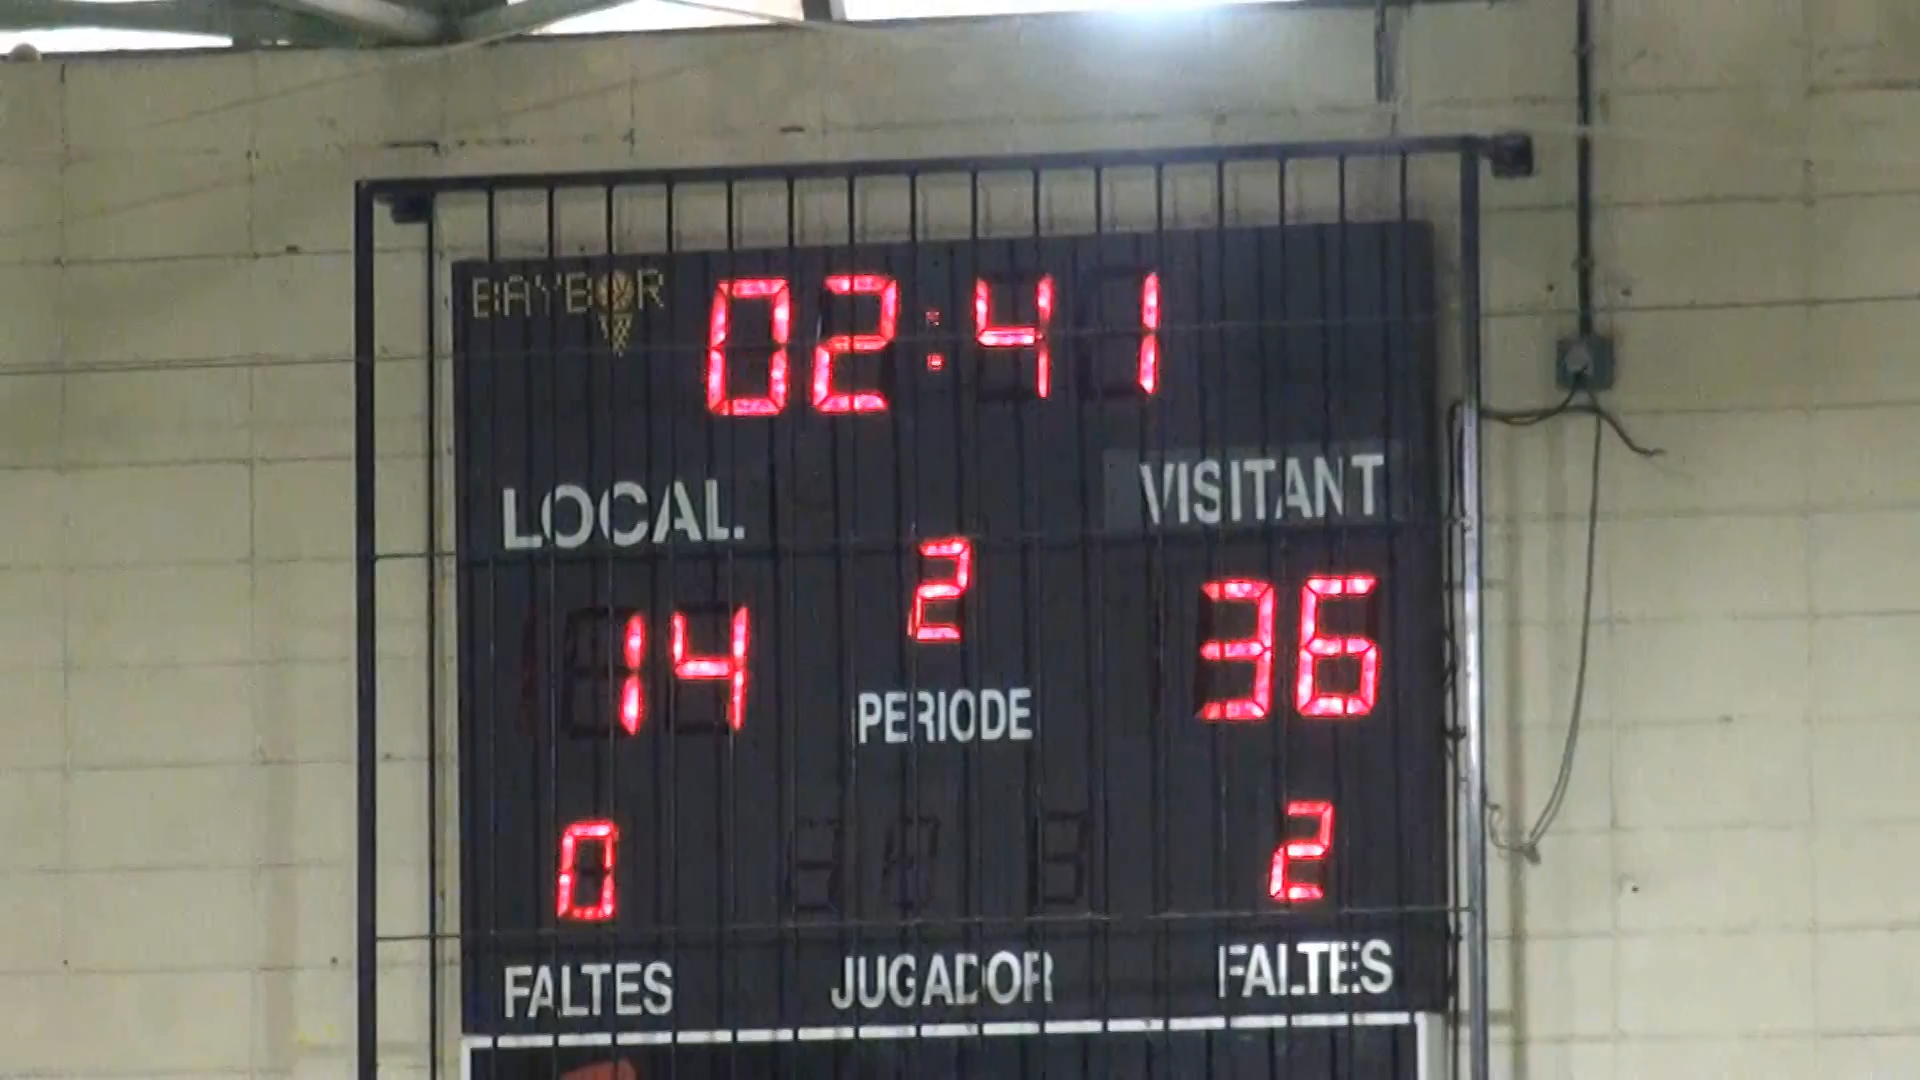 BAYBOR
02:41
LOCAL
VISITANT
2
14
36
PERIODE
0
2
FALTES
JUGADOR
FALTES